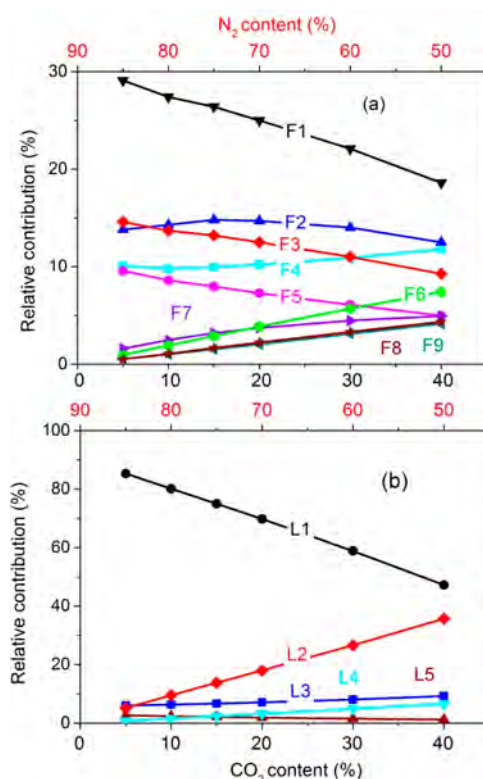 N₂ content (%)
90 80 70 60 50
30
20
10
0
Relative contribution (%)
(a)
F1
F2
F3
F4
F5
F6
F7
F8
F9
0 10 20 30 40
90 80 70 60 50
100
80
60
40
20
0
Relative contribution (%)
(b)
L1
L2
L3
L4
L5
0 10 20 30 40
CO₂ content (%)